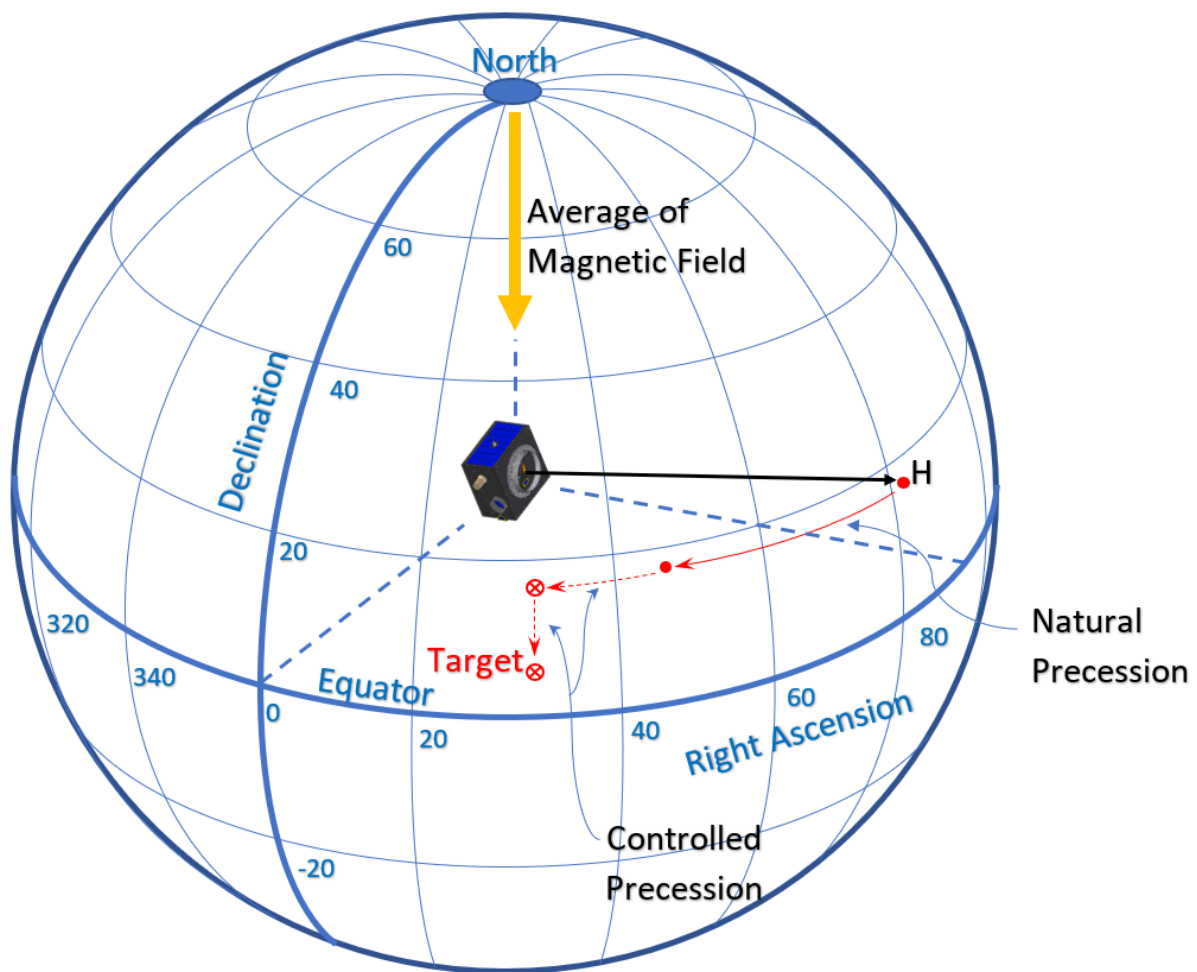 North
Average of
Magnetic Field
60
Declination
40
H
20
320
340
0
Equator
Target
20
40
60
80
Right Ascension
Natural
Precession
-20
Controlled
Precession